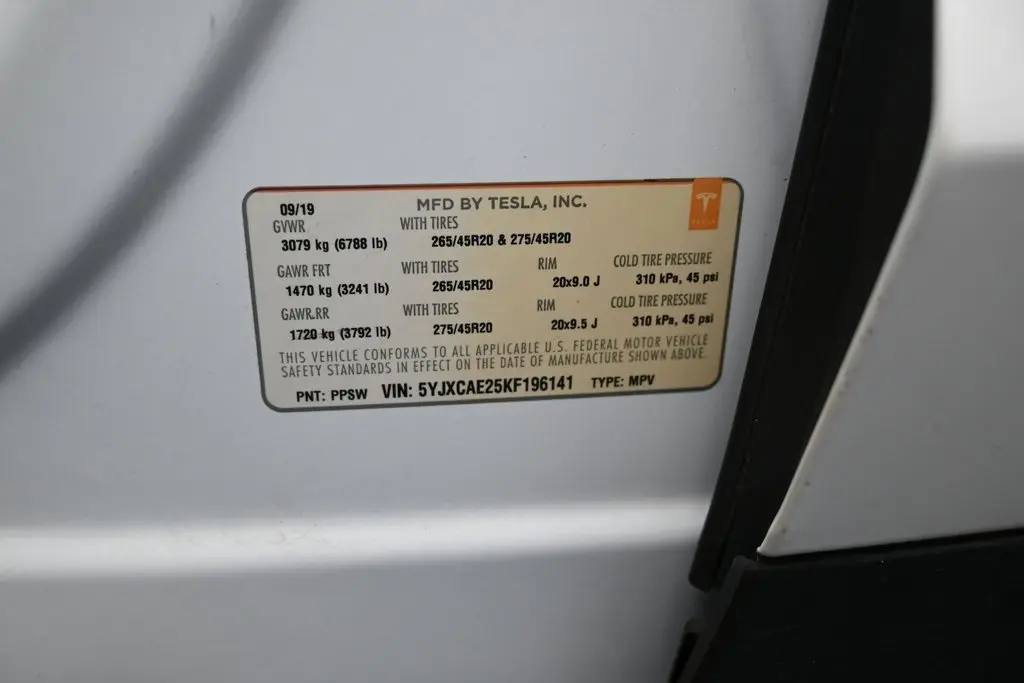 09/19 MFD BY TESLA, INC.
TESLA
GVWR WITH TIRES
3079 kg (6788 lb) 265/45R20 & 275/45R20
GAWR FRT WITH TIRES RIM COLD TIRE PRESSURE
1470 kg (3241 lb) 265/45R20 20x9.0 J 310 kPa, 45 psi
GAWR.RR WITH TIRES RIM COLD TIRE PRESSURE
1720 kg (3792 lb) 275/45R20 20x9.5 J 310 kPa, 45 psi
THIS VEHICLE CONFORMS TO ALL APPLICABLE U.S. FEDERAL MOTOR VEHICLE
SAFETY STANDARDS IN EFFECT ON THE DATE OF MANUFACTURE SHOWN ABOVE.
PNT: PPSW VIN: 5YJXCAE25KF196141 TYPE: MPV